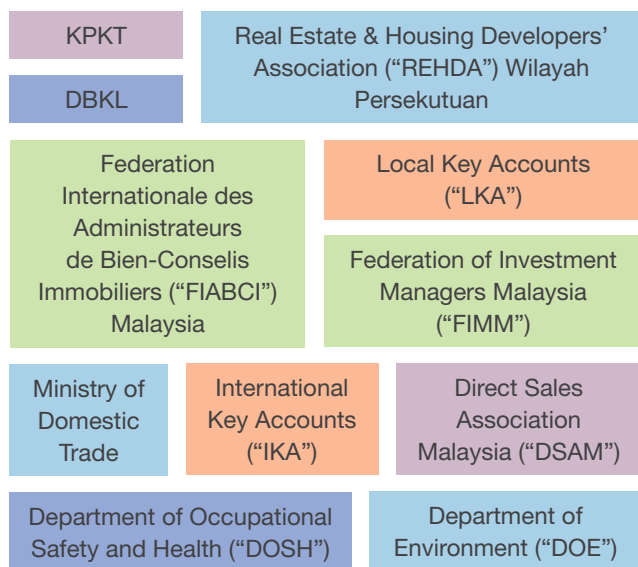 KPKT
DBKL
Real Estate & Housing Developers’
Association (“REHDA”) Wilayah
Persekutuan
Federation
Internationale des
Administrateurs
de Bien-Conselis
Immobiliers (“FIABCI”)
Malaysia
Local Key Accounts
(“LKA”)
Federation of Investment
Managers Malaysia
(“FIMM”)
Ministry of
Domestic
Trade
International
Key Accounts
(“IKA”)
Direct Sales
Association
Malaysia (“DSAM”)
Department of Occupational
Safety and Health (“DOSH”)
Department of
Environment (“DOE”)